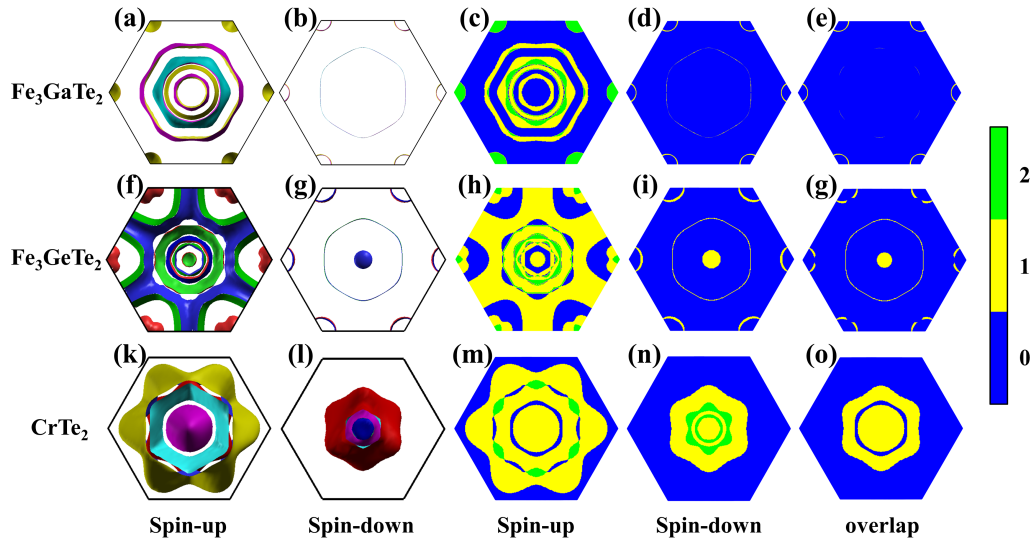 (a) (b) (c) (d) (e)
Fe₃GaTe₂
2
(f) (g) (h) (i) (g)
Fe₃GeTe₂
1
0
(k) (l) (m) (n) (o)
CrTe₂
Spin-up Spin-down Spin-up Spin-down overlap